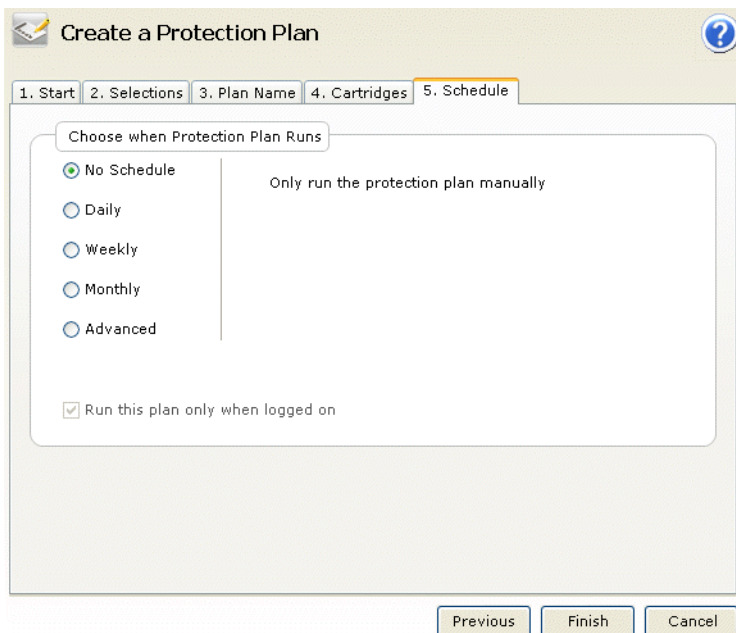 Create a Protection Plan
?
1. Start 2. Selections 3. Plan Name 4. Cartridges 5. Schedule
Choose when Protection Plan Runs
No Schedule
Only run the protection plan manually
Daily
Weekly
Monthly
Advanced
Run this plan only when logged on
Previous Finish Cancel